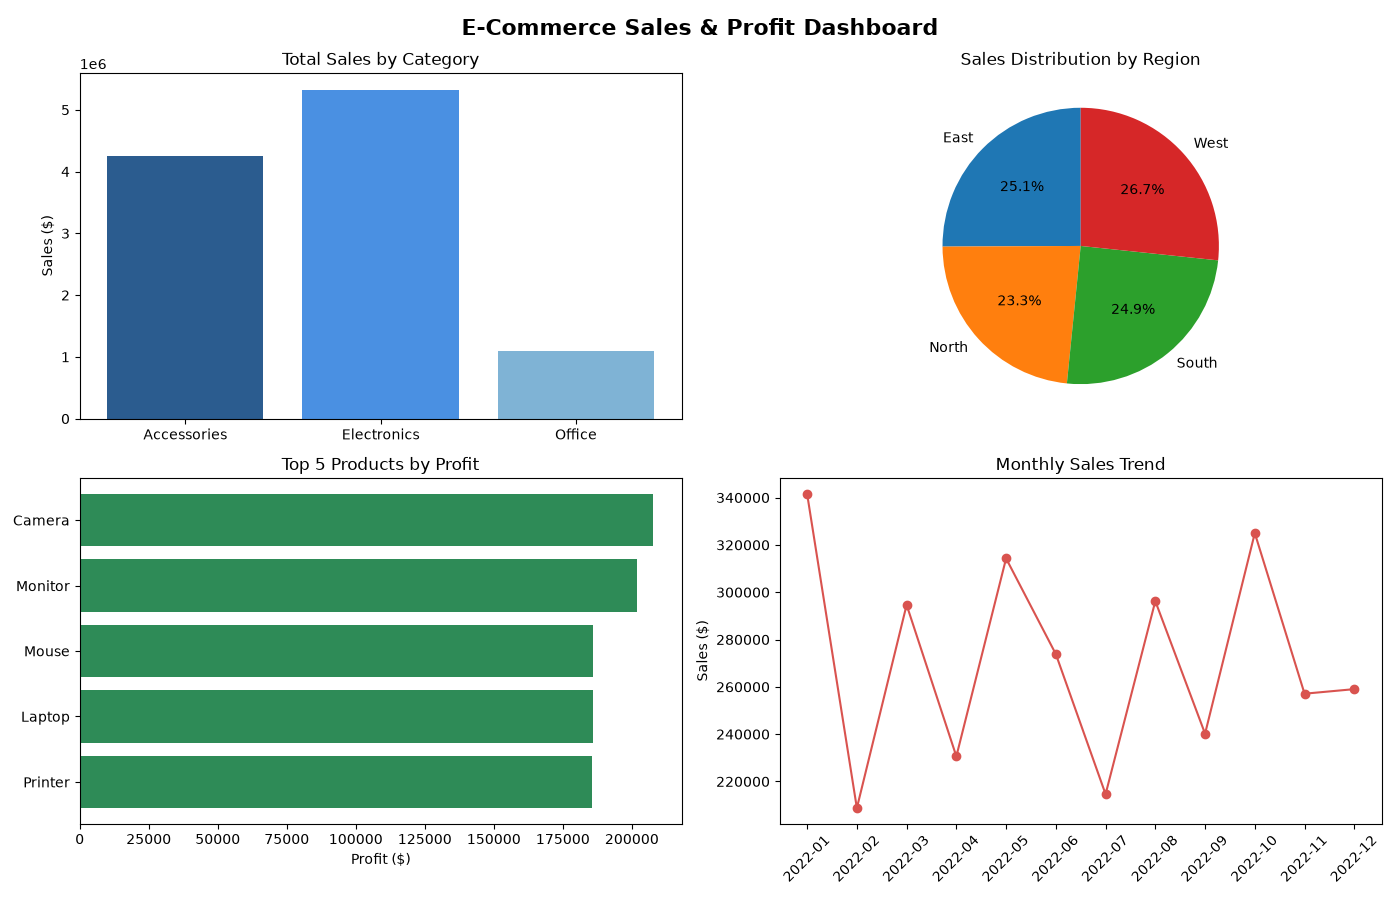 E-Commerce Sales & Profit Dashboard
Total Sales by Category
1e6
5
4
3
2
1
0
Sales ($)
Accessories
Electronics
Office
Sales Distribution by Region
East
West
25.1%
26.7%
23.3%
24.9%
North
South
Top 5 Products by Profit
Camera
Monitor
Mouse
Laptop
Printer
0
25000
50000
75000
100000
125000
150000
175000
200000
Profit ($)
Monthly Sales Trend
340000
320000
300000
280000
260000
240000
220000
Sales ($)
2022-01
2022-02
2022-03
2022-04
2022-05
2022-06
2022-07
2022-08
2022-09
2022-10
2022-11
2022-12